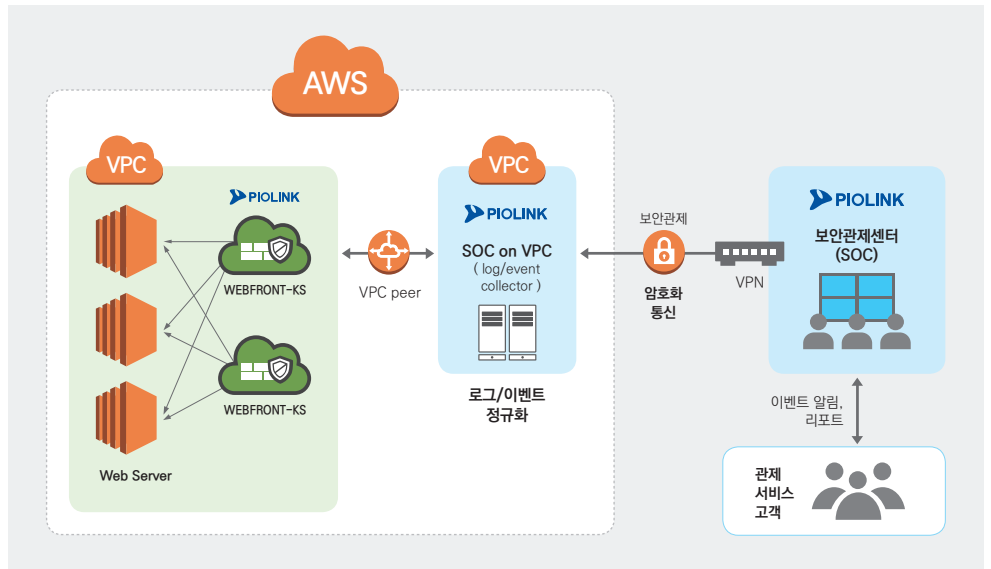 AWS
VPC
PIOLINK
WEBFRONT-KS
WEBFRONT-KS
Web Server
VPC peer
VPC
PIOLINK
SOC on VPC
( log/event
collector )
로그/이벤트
정규화
보안관제
암호화
통신
VPN
PIOLINK
보안관제센터
(SOC)
이벤트 알림,
리포트
관제
서비스
고객